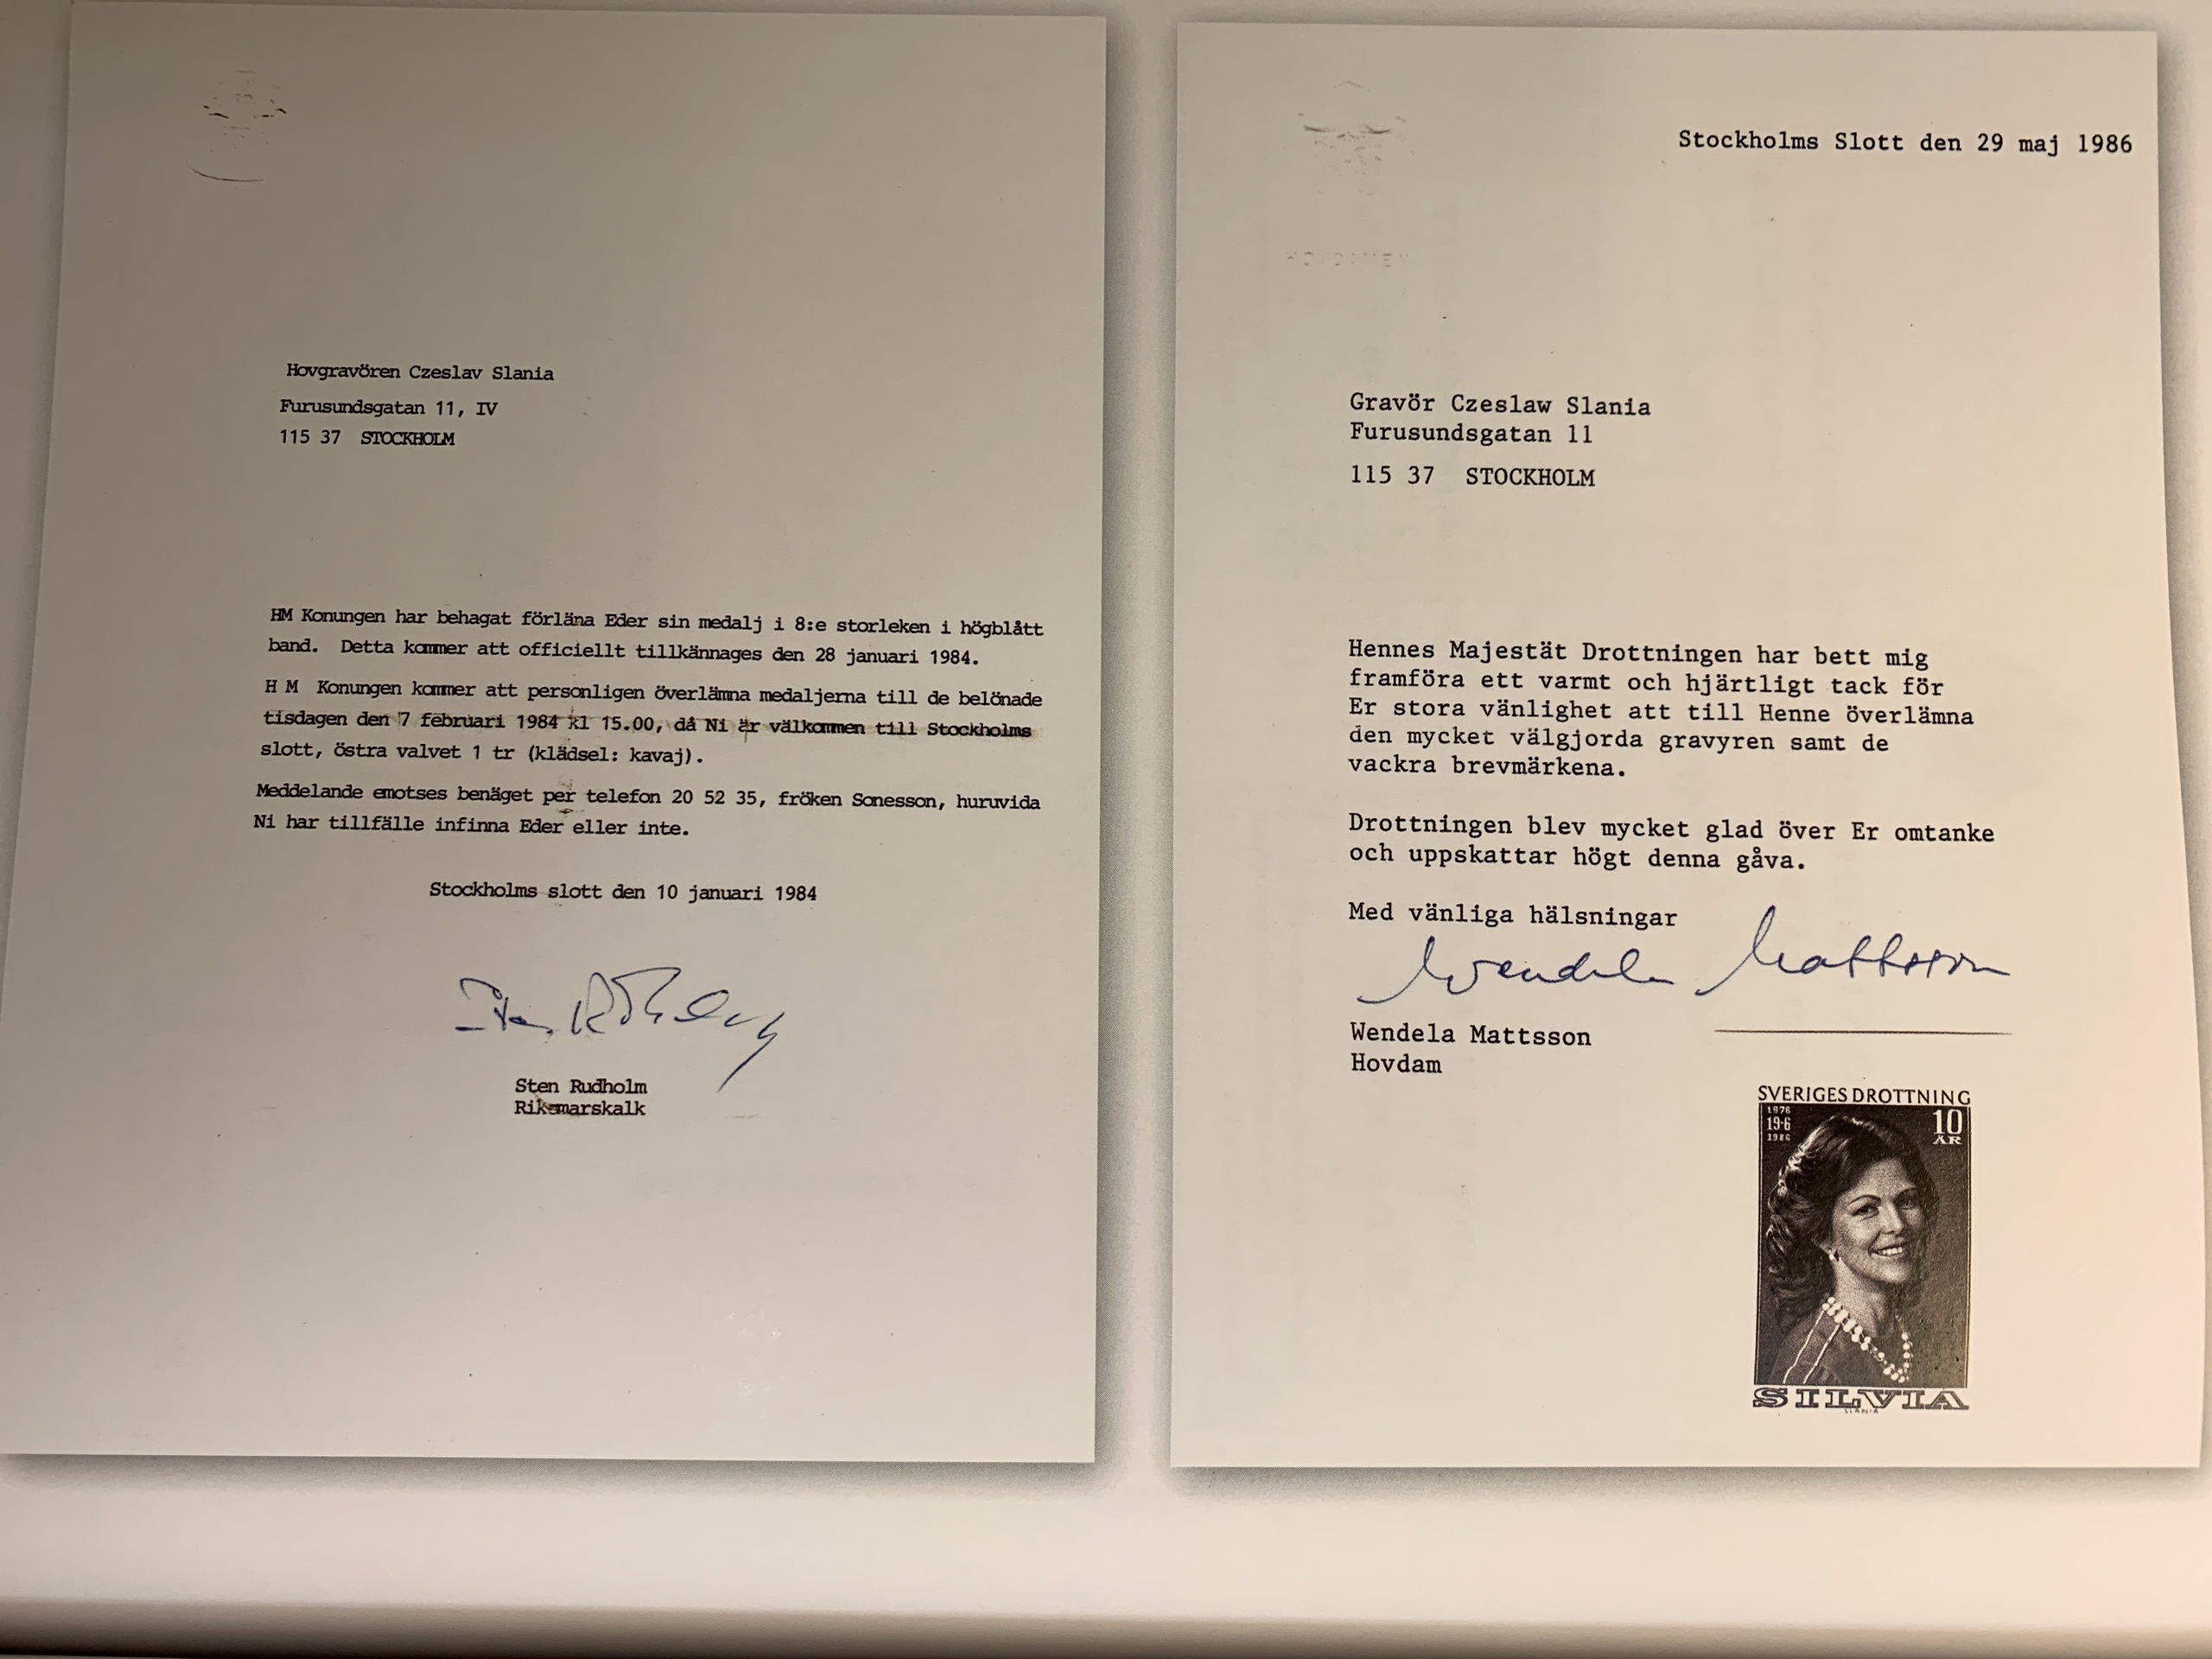 Hovgravören Czeslav Slania
Furusundsgatan 11, IV
115 37 STOCKHOLM
HM Konungen har behagat förläna Eder sin medalj i 8:e storleken i högblått
band. Detta kommer att officiellt tillkännages den 28 januari 1984.
H M Konungen kommer att personligen överlämna medaljerna till de belönade
tisdagen den 7 februari 1984 kl 15.00, då Ni är välkommen till Stockholms
slott, östra valvet 1 tr (klädsel: kavaj).
Meddelande emotses benäget per telefon 20 52 35, fröken Sonesson, huruvida
Ni har tillfälle infinna Eder eller inte.
Stockholms slott den 10 januari 1984
Sten Rudholm
Sten Rudholm
Riksmarskalk
Stockholms Slott den 29 maj 1986
Gravör Czeslaw Slania
Furusundsgatan 11
115 37 STOCKHOLM
Hennes Majestät Drottningen har bett mig
framföra ett varmt och hjärtligt tack för
Er stora vänlighet att till Henne överlämna
den mycket välgjorda gravyren samt de
vackra brevmärkena.
Drottningen blev mycket glad över Er omtanke
och uppskattar högt denna gåva.
Med vänliga hälsningar
Wendela Mattsson
Wendela Mattsson
Hovdam
SVERIGES DROTTNING
1976
19·6
1986
10
ÅR
SILVIA
SLANIA